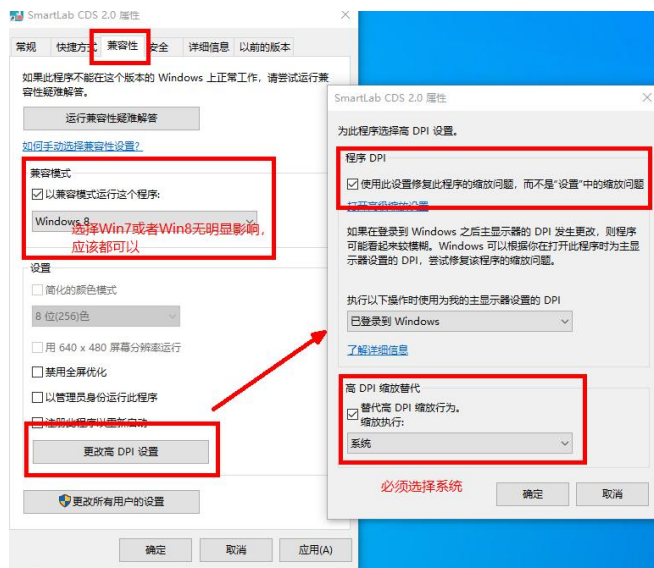 SmartLab CDS 2.0 属性
常规
快捷方式
兼容性
安全
详细信息
以前的版本
如果此程序不能在这个版本的 Windows 上正常工作，请尝试运行兼
容性疑难解答。
运行兼容性疑难解答
如何手动选择兼容性设置?
兼容模式
以兼容模式运行这个程序:
Windows 8
选择Win7或者Win8无明显影响，
应该都可以
设置
简化的颜色模式
8 位(256)色
用 640 x 480 屏幕分辨率运行
禁用全屏优化
以管理员身份运行此程序
注册此程序以重新启动
更改高 DPI 设置
更改所有用户的设置
确定
取消
应用(A)
SmartLab CDS 2.0 属性
为此程序选择高 DPI 设置。
程序 DPI
使用此设置修复此程序的缩放问题，而不是"设置"中的缩放问题
打开高级缩放设置
如果在登录到 Windows 之后主显示器的 DPI 发生更改，则程序
可能看起来较模糊。Windows 可以根据你在打开此程序时为主显
示器设置的 DPI，尝试修复该程序的缩放问题。
执行以下操作时使用为我的主显示器设置的 DPI
已登录到 Windows
了解详细信息
高 DPI 缩放替代
替代高 DPI 缩放行为。
缩放执行:
系统
必须选择系统
确定
取消